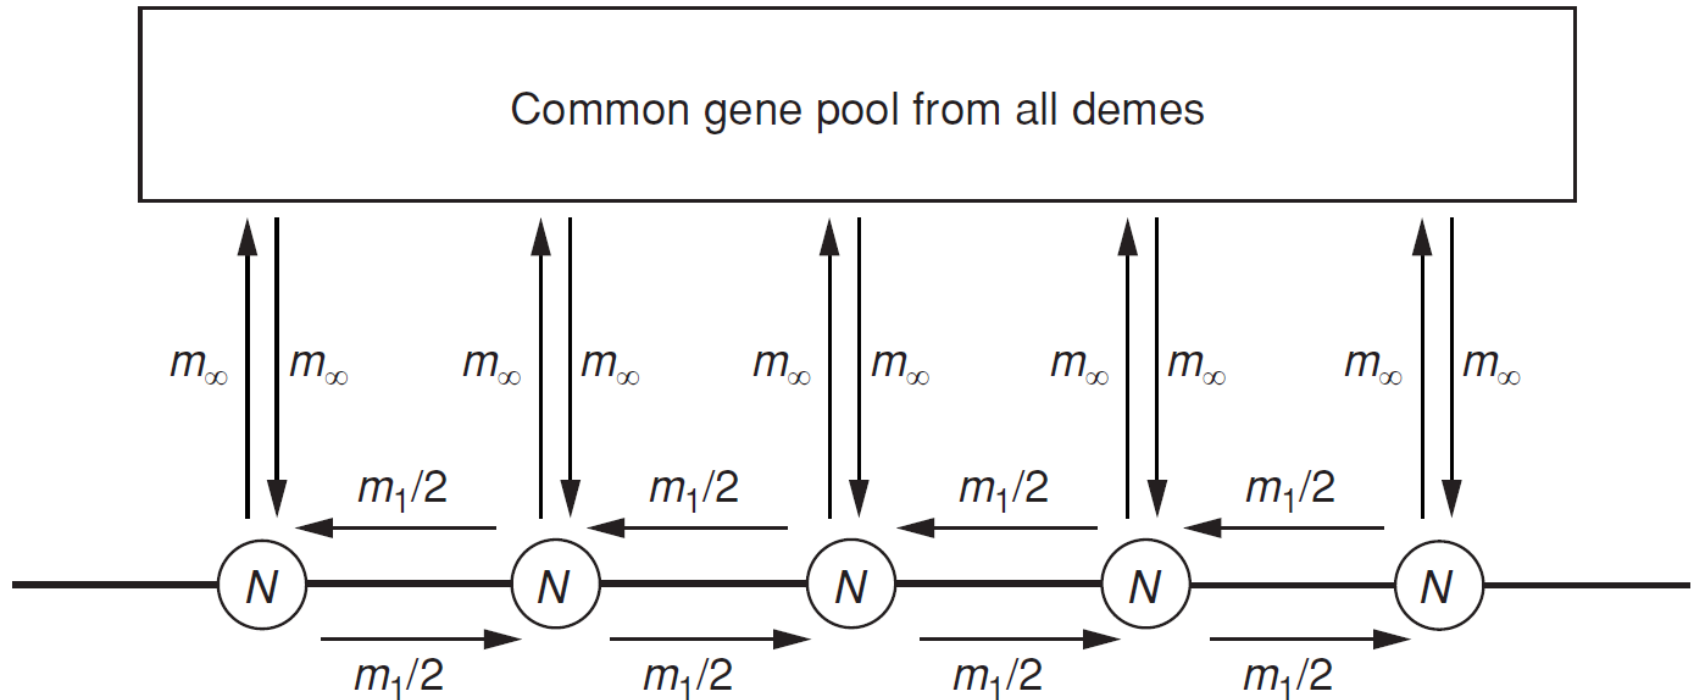 Common gene pool from all demes
m∞ m∞ m∞ m∞ m∞ m∞ m∞ m∞ m∞ m∞
m₁/2 m₁/2 m₁/2 m₁/2
N N N N N
m₁/2 m₁/2 m₁/2 m₁/2